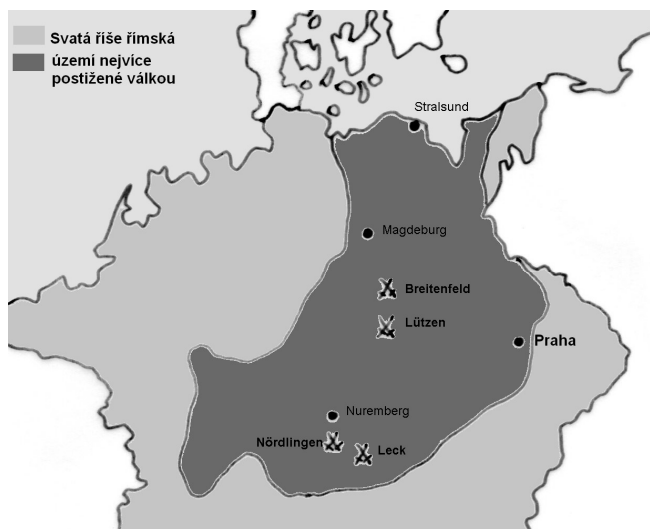 Svatá říše římská
území nejvíce
postižené válkou
Stralsund
Magdeburg
Breitenfeld
Lützen
Praha
Nuremberg
Nördlingen
Leck